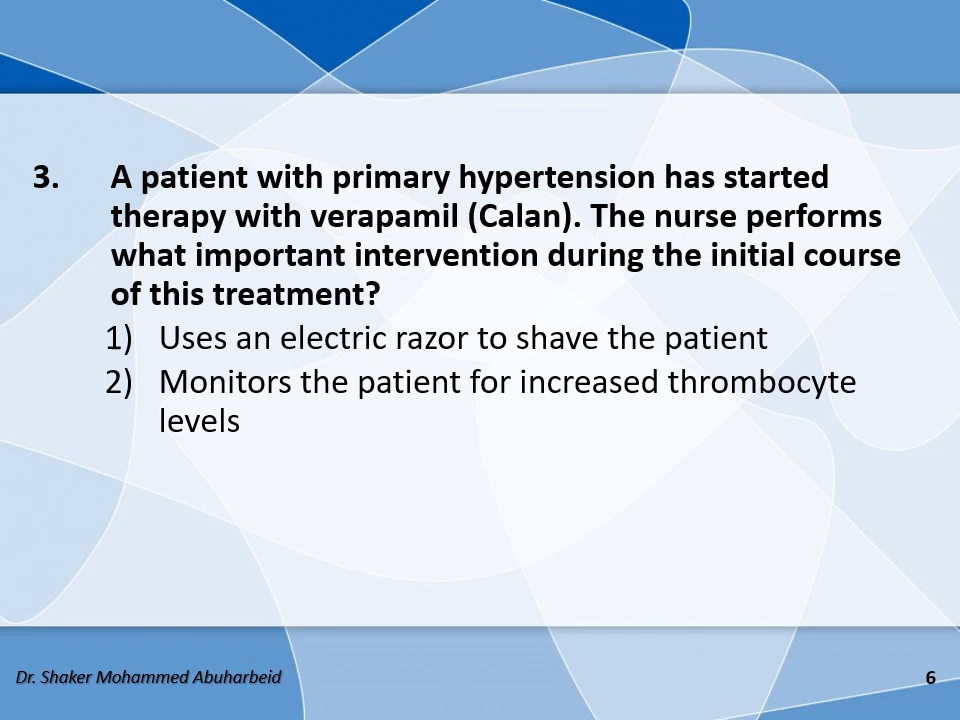 3. A patient with primary hypertension has started
therapy with verapamil (Calan). The nurse performs
what important intervention during the initial course
of this treatment?
1) Uses an electric razor to shave the patient
2) Monitors the patient for increased thrombocyte
levels
Dr. Shaker Mohammed Abuharbeid
6